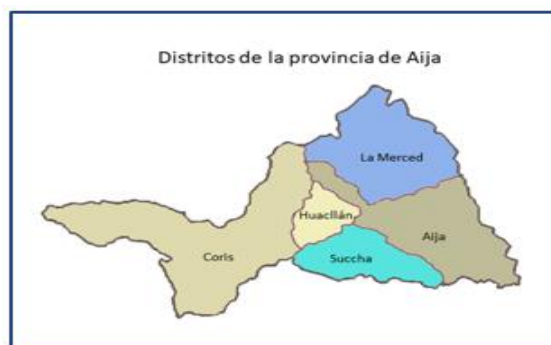 Distritos de la provincia de Aija
La Merced
Huacllán
Aija
Coris
Succha